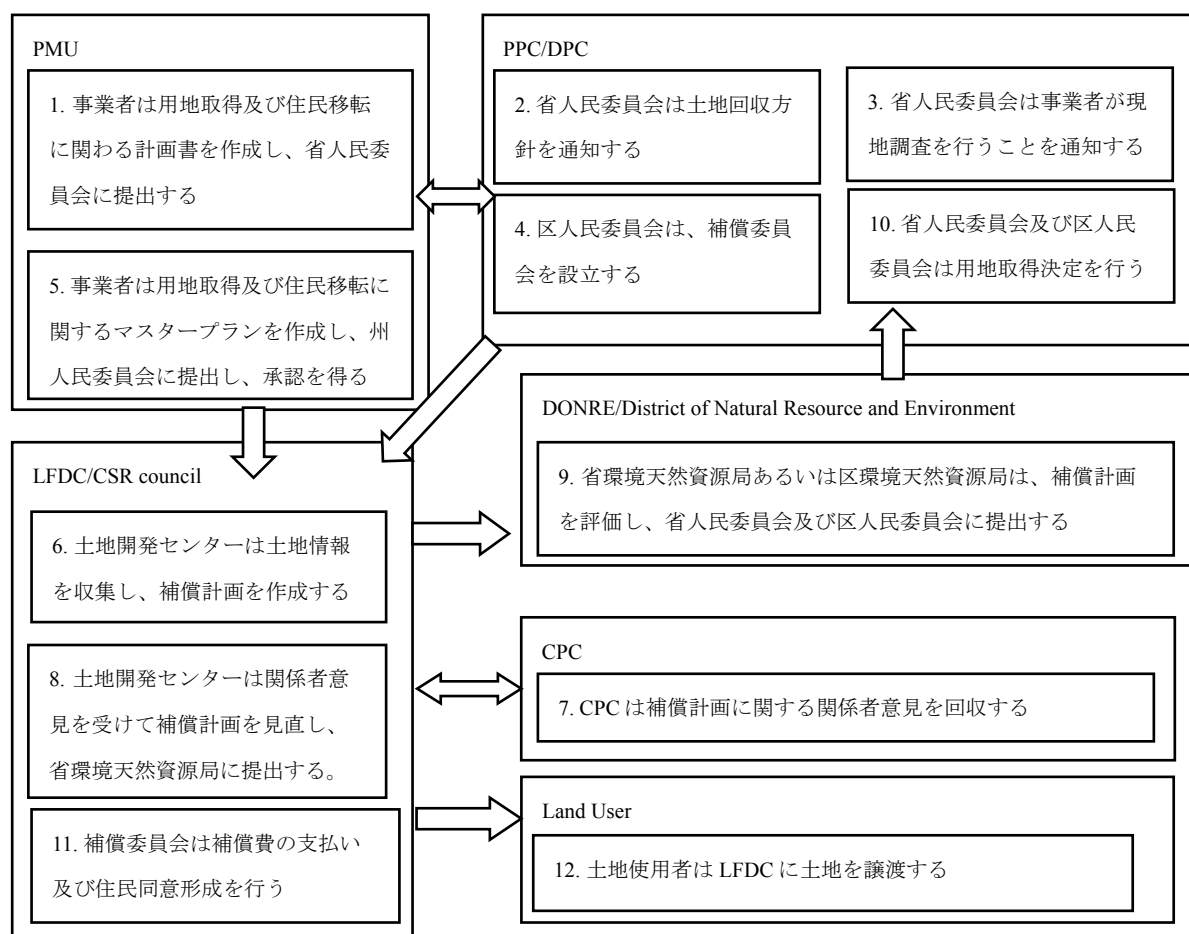 PMU
1. 事業者は用地取得及び住民移転
に関わる計画書を作成し、省人民委
員会に提出する
5. 事業者は用地取得及び住民移転に
関するマスタープランを作成し、州
人民委員会に提出し、承認を得る
PPC/DPC
2. 省人民委員会は土地回収方
針を通知する
3. 省人民委員会は事業者が現
地調査を行うことを通知する
4. 区人民委員会は、補償委員
会を設立する
10. 省人民委員会及び区人民
委員会は用地取得決定を行う
DONRE/District of Natural Resource and Environment
9. 省環境天然資源局あるいは区環境天然資源局は、補償計画
を評価し、省人民委員会及び区人民委員会に提出する
LFDC/CSR council
6. 土地開発センターは土地情報
を収集し、補償計画を作成する
8. 土地開発センターは関係者意
見を受けて補償計画を見直し、
省環境天然資源局に提出する。
11. 補償委員会は補償費の支払い
及び住民同意形成を行う
CPC
7. CPC は補償計画に関する関係者意見を回収する
Land User
12. 土地使用者は LFDC に土地を譲渡する